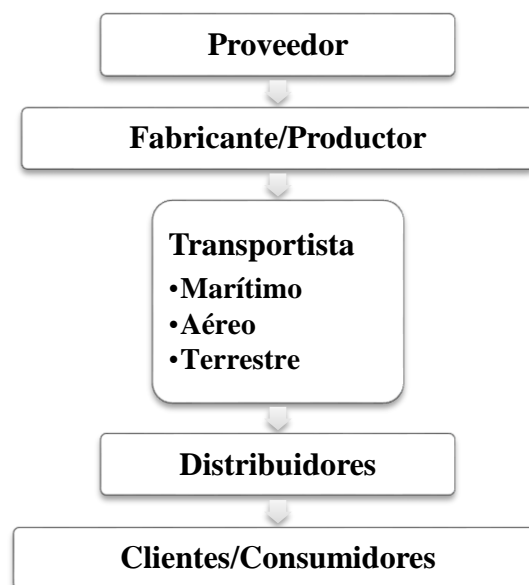 Proveedor
Fabricante/Productor
Transportista
•Marítimo
•Aéreo
•Terrestre
Distribuidores
Clientes/Consumidores